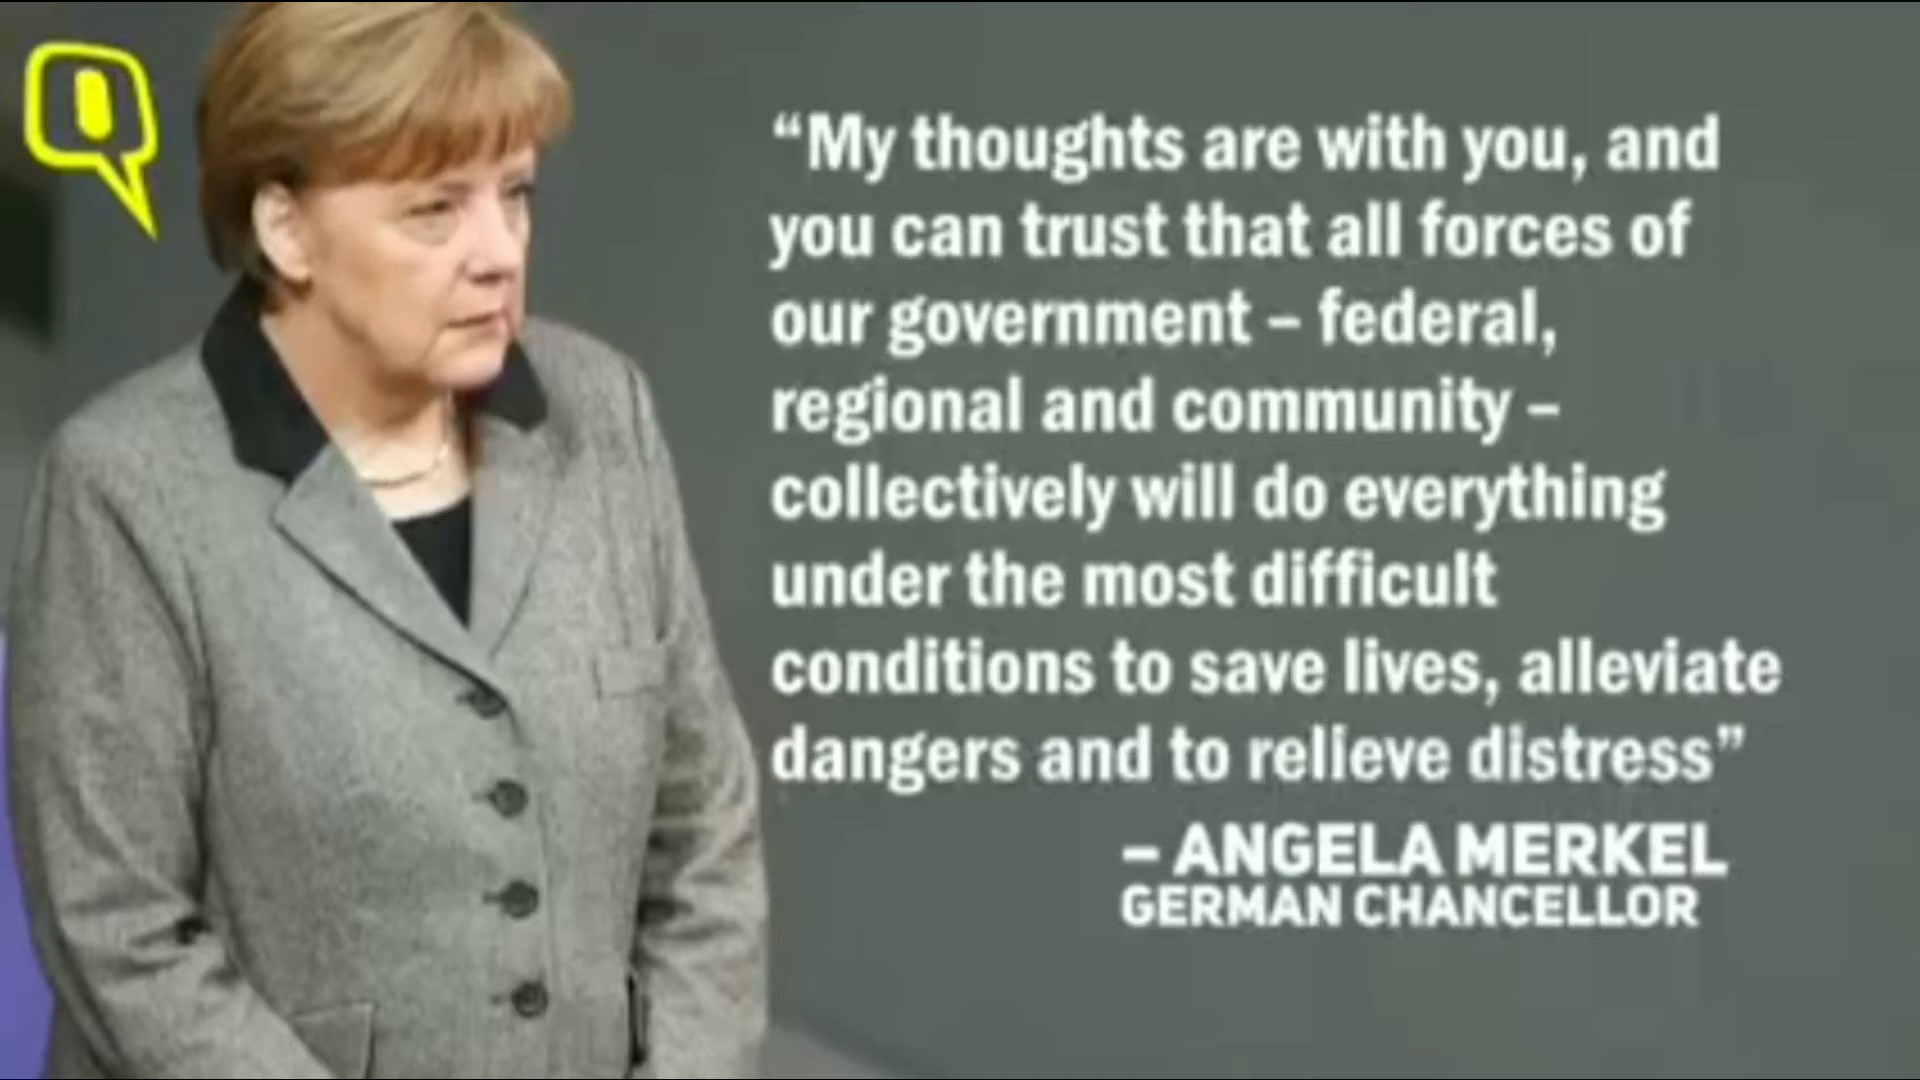 “My thoughts are with you, and
you can trust that all forces of
our government – federal,
regional and community –
collectively will do everything
under the most difficult
conditions to save lives, alleviate
dangers and to relieve distress”
– ANGELA MERKEL
GERMAN CHANCELLOR